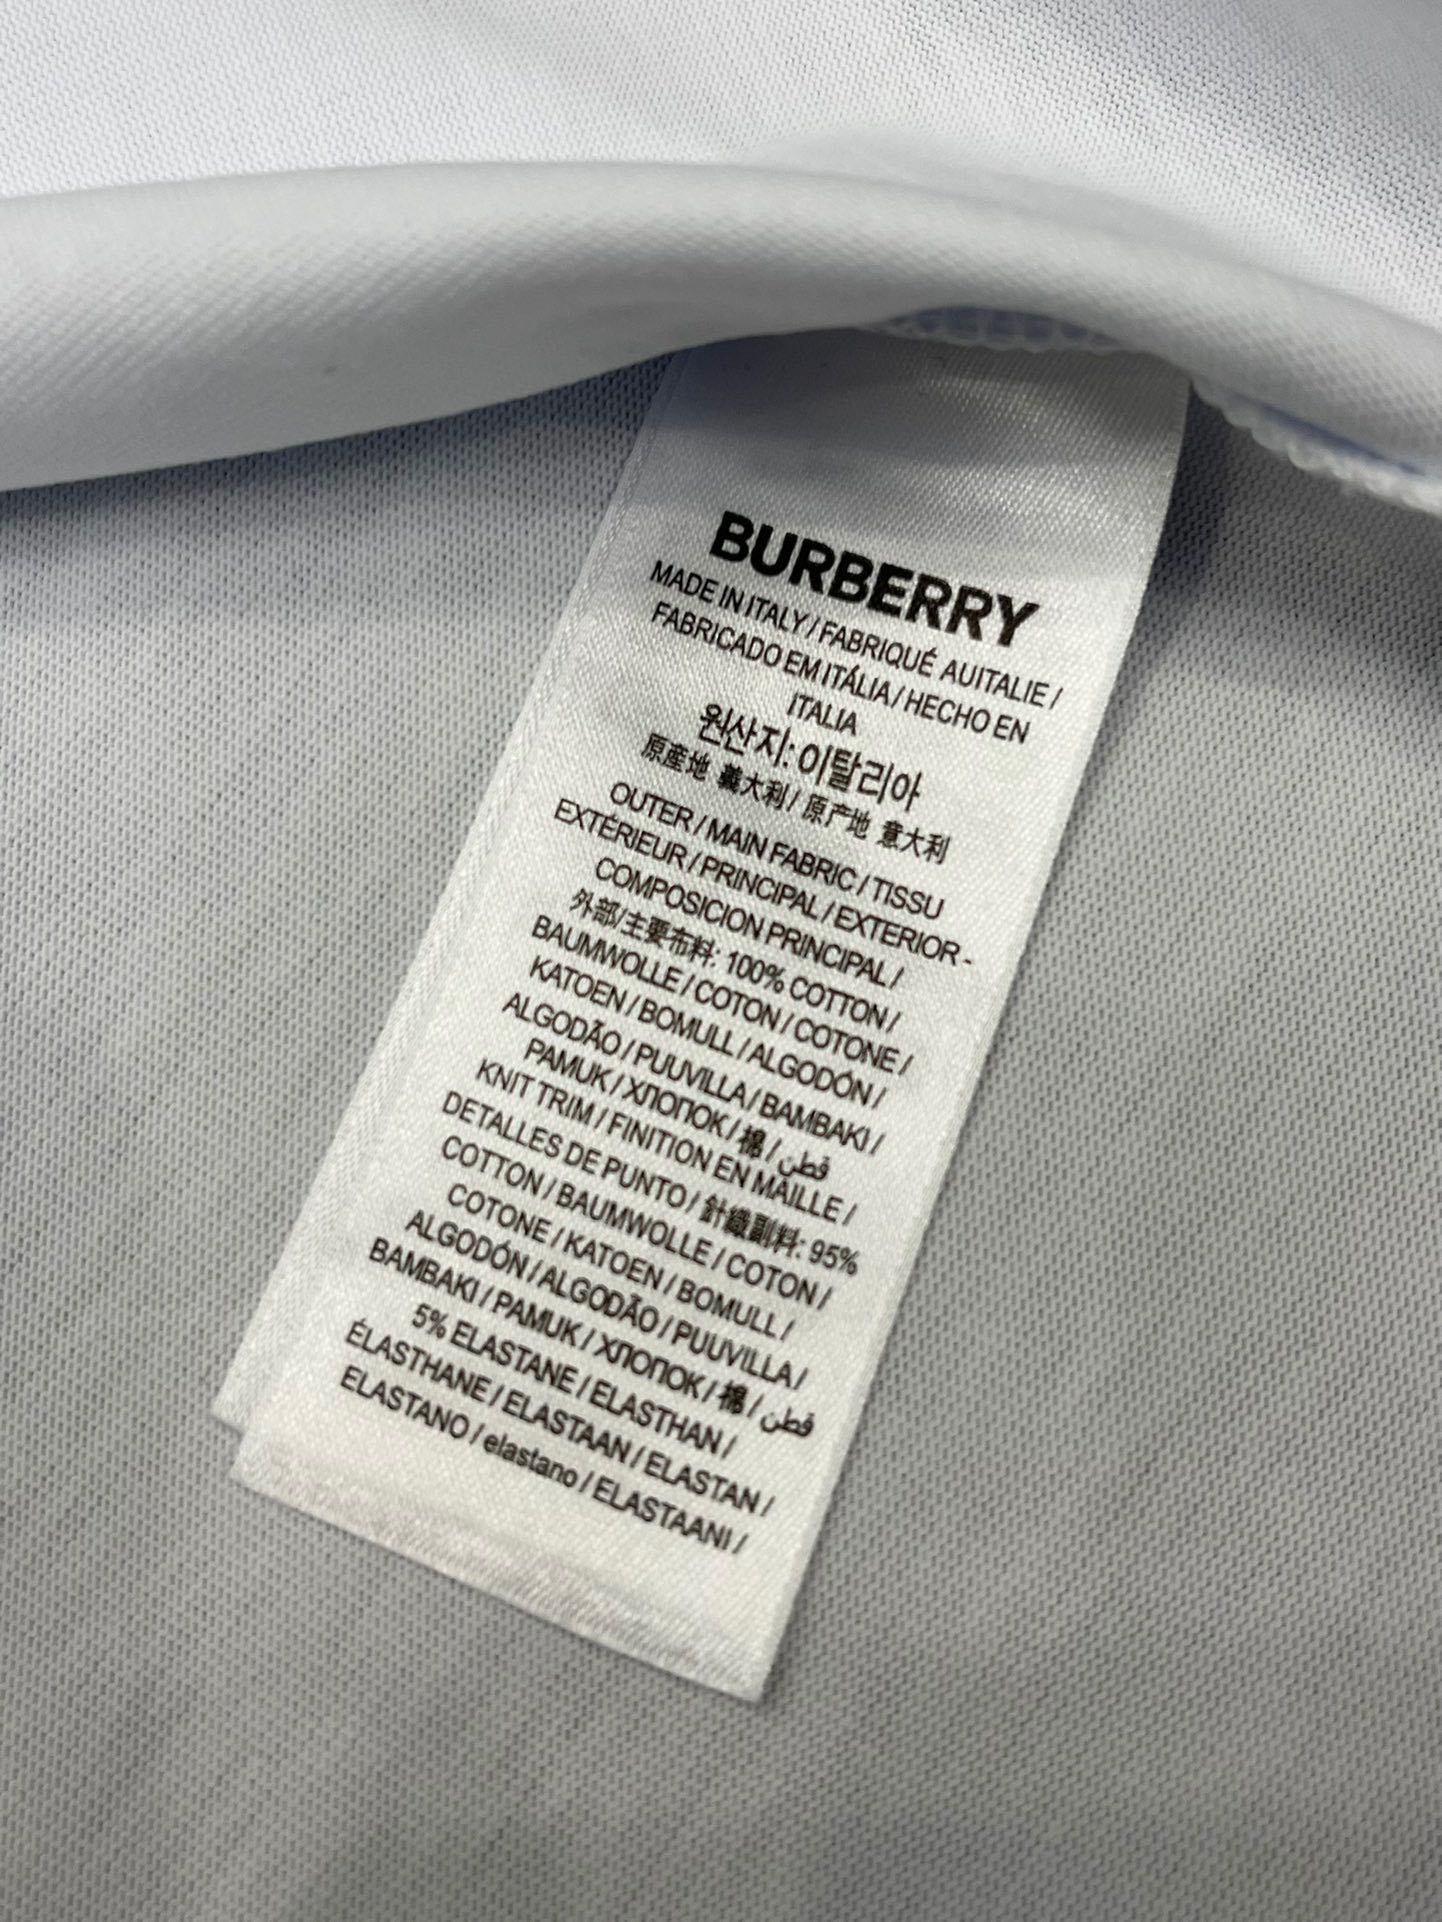 BURBERRY
MADE IN ITALY / FABRIQUÉ AUITALIE /
FABRICADO EM ITÁLIA / HECHO EN
ITALIA
원산지: 이탈리아
原産地 義大利 / 原产地 意大利
OUTER / MAIN FABRIC / TISSU
EXTÉRIEUR / PRINCIPAL / EXTERIOR -
COMPOSICION PRINCIPAL /
外部/主要布料: 100% COTTON /
BAUMWOLLE / COTON / COTONE /
KATOEN / BOMULL / ALGODÓN /
ALGODÃO / PUUVILLA / BAMBAKI /
PAMUK / ХЛОПОК / 棉 / قطن
KNIT TRIM / FINITION EN MAILLE /
DETALLES DE PUNTO / 針織副料: 95%
COTTON / BAUMWOLLE / COTON /
COTONE / KATOEN / BOMULL /
ALGODÓN / ALGODÃO / PUUVILLA /
BAMBAKI / PAMUK / ХЛОПОК / 棉 / قطن
5% ELASTANE / ELASTHAN /
ÉLASTHANE / ELASTAAN / ELASTAN /
ELASTANO / elastano / ELASTAANI /